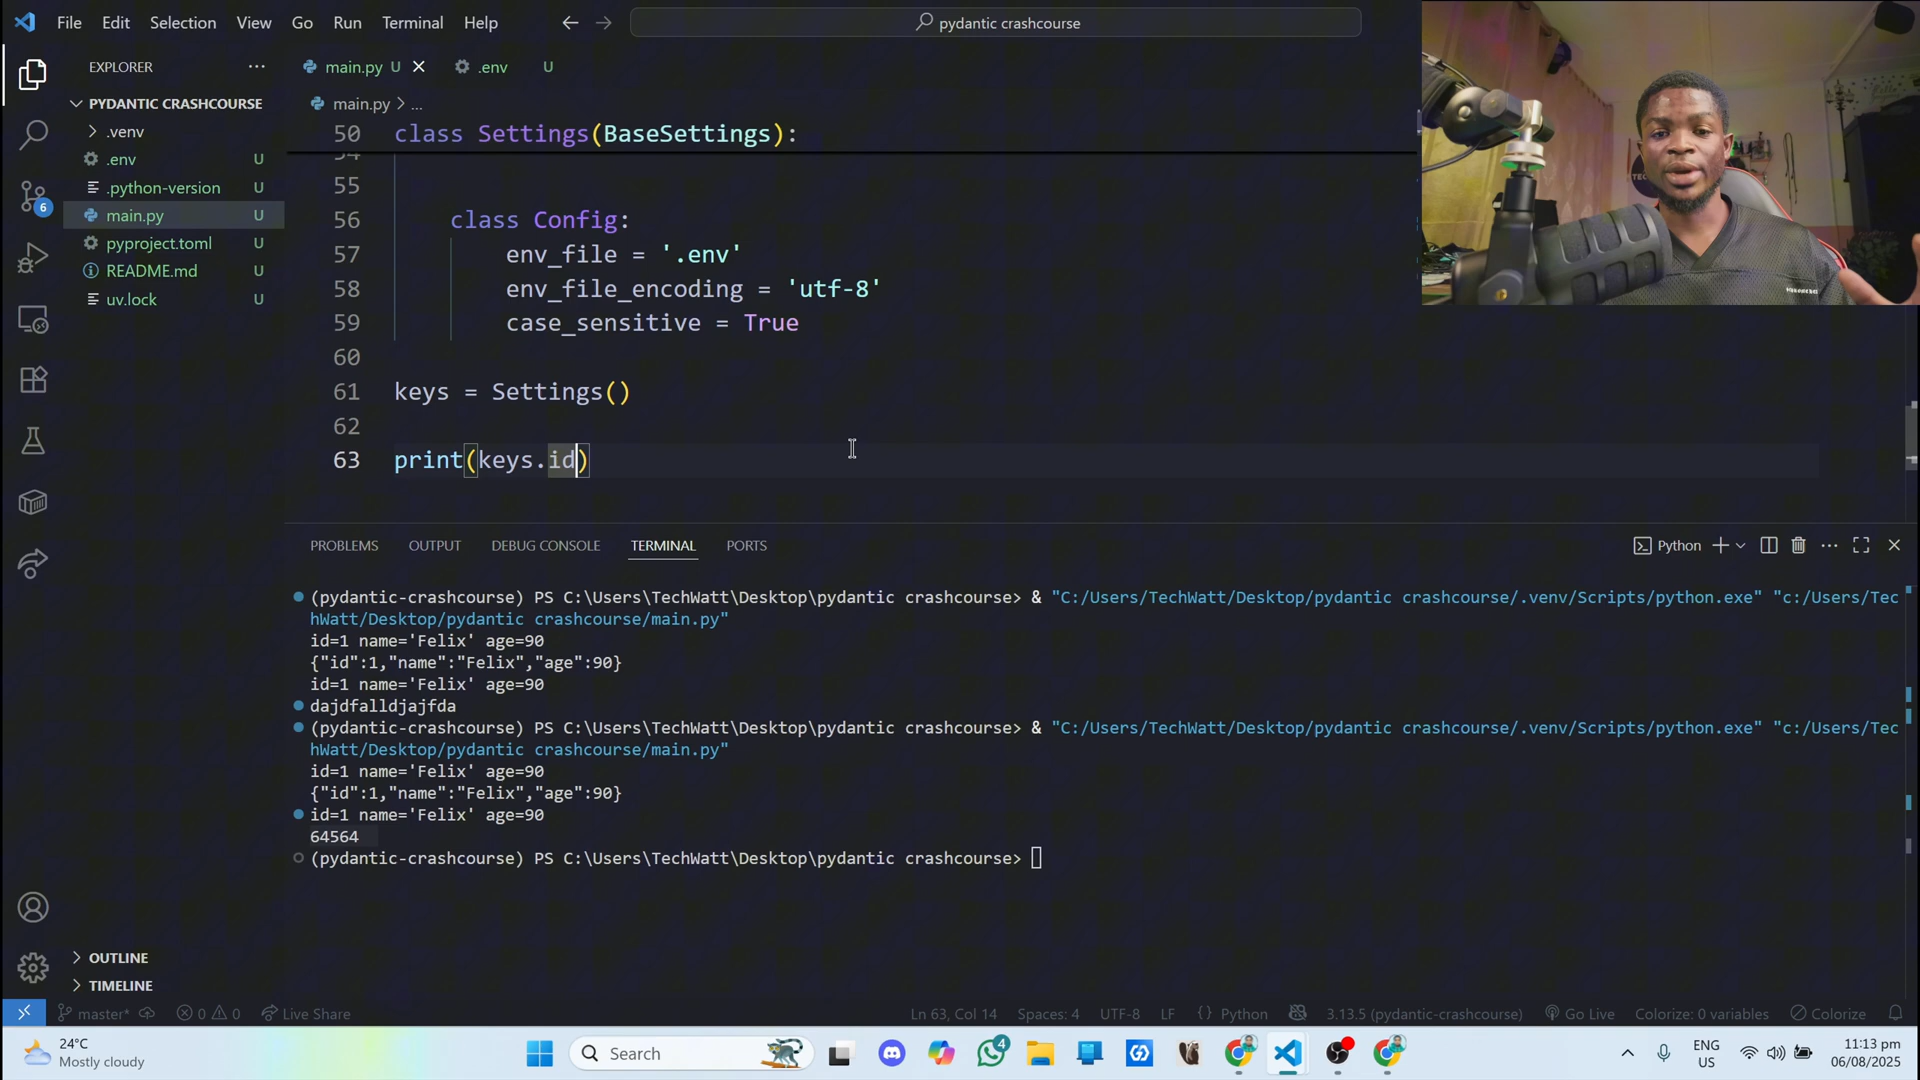 File Edit Selection View Go Run Terminal Help
pydantic crashcourse
EXPLORER
PYDANTIC CRASHCOURSE
.venv
.env U
.python-version U
main.py U
pyproject.toml U
README.md U
uv.lock U
6
OUTLINE
TIMELINE
main.py U
.env U
main.py > ...
50 class Settings(BaseSettings):
54
55
56 class Config:
57 env_file = '.env'
58 env_file_encoding = 'utf-8'
59 case_sensitive = True
60
61 keys = Settings()
62
63 print(keys.id)
PROBLEMS OUTPUT DEBUG CONSOLE TERMINAL PORTS
Python
(pydantic-crashcourse) PS C:\Users\TechWatt\Desktop\pydantic crashcourse> & "C:/Users/TechWatt/Desktop/pydantic crashcourse/.venv/Scripts/python.exe" "c:/Users/Tec
hWatt/Desktop/pydantic crashcourse/main.py"
id=1 name='Felix' age=90
{"id":1,"name":"Felix","age":90}
id=1 name='Felix' age=90
dajdfalldjajfda
(pydantic-crashcourse) PS C:\Users\TechWatt\Desktop\pydantic crashcourse> & "C:/Users/TechWatt/Desktop/pydantic crashcourse/.venv/Scripts/python.exe" "c:/Users/Tec
hWatt/Desktop/pydantic crashcourse/main.py"
id=1 name='Felix' age=90
{"id":1,"name":"Felix","age":90}
id=1 name='Felix' age=90
64564
(pydantic-crashcourse) PS C:\Users\TechWatt\Desktop\pydantic crashcourse>
master* 0 0 Live Share Ln 63, Col 14 Spaces: 4 UTF-8 LF {} Python 3.13.5 (pydantic-crashcourse) Go Live Colorize: 0 variables Colorize
24°C
Mostly cloudy
Search
4
ENG
US
11:13 pm
06/08/2025